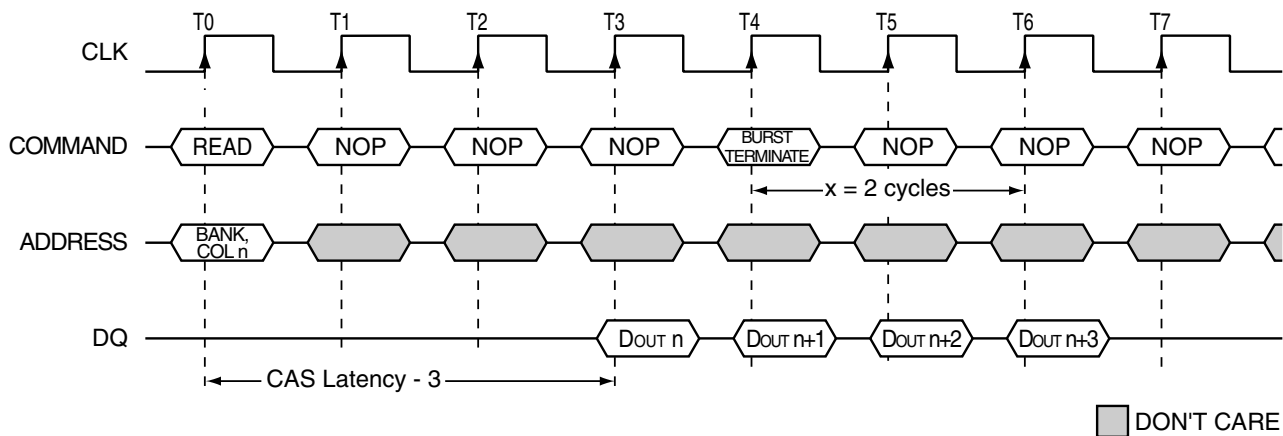 T0 T1 T2 T3 T4 T5 T6 T7
CLK
COMMAND READ NOP NOP NOP BURST TERMINATE NOP NOP NOP
x = 2 cycles
ADDRESS BANK, COL n
DQ DOUT n DOUT n+1 DOUT n+2 DOUT n+3
CAS Latency - 3
DON'T CARE